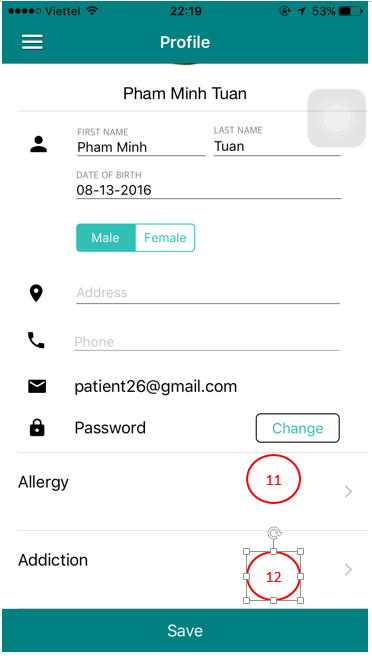 Viettel 22:19 53%
Profile
Pham Minh Tuan
FIRST NAME LAST NAME
Pham Minh Tuan
DATE OF BIRTH
08-13-2016
Male Female
Address
Phone
patient26@gmail.com
Password Change
Allergy 11
Addiction 12
Save